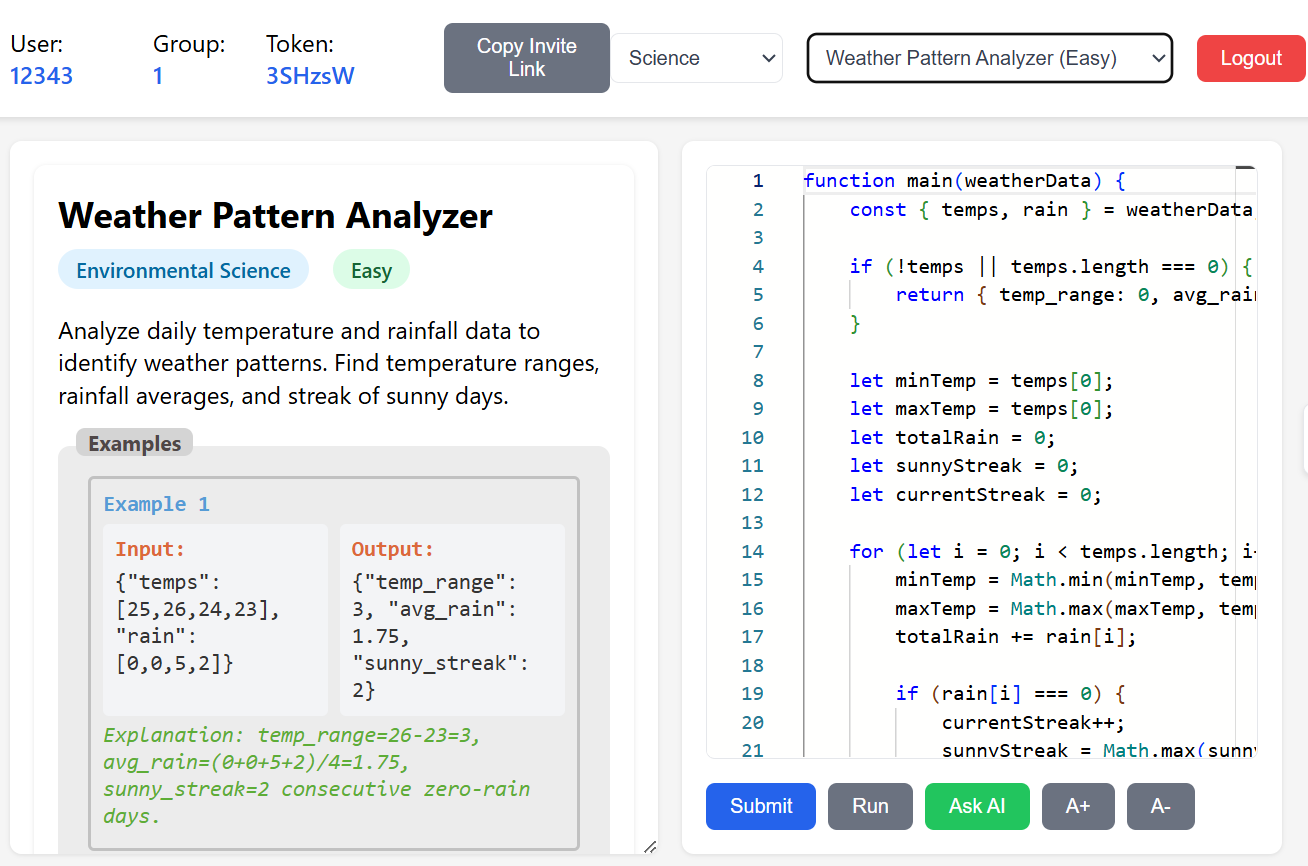 User:
12343
Group:
1
Token:
3SHzsW
Copy Invite
Link
Science
Weather Pattern Analyzer (Easy)
Logout
Weather Pattern Analyzer
Environmental Science
Easy
Analyze daily temperature and rainfall data to
identify weather patterns. Find temperature ranges,
rainfall averages, and streak of sunny days.
Examples
Example 1
Input:
{"temps":
[25,26,24,23],
"rain":
[0,0,5,2]}
Output:
{"temp_range":
3, "avg_rain":
1.75,
"sunny_streak":
2}
Explanation: temp_range=26-23=3,
avg_rain=(0+0+5+2)/4=1.75,
sunny_streak=2 consecutive zero-rain
days.
1 function main(weatherData) {
2 const { temps, rain } = weatherData
3
4 if (!temps || temps.length === 0) {
5 return { temp_range: 0, avg_rain
6 }
7
8 let minTemp = temps[0];
9 let maxTemp = temps[0];
10 let totalRain = 0;
11 let sunnyStreak = 0;
12 let currentStreak = 0;
13
14 for (let i = 0; i < temps.length; i
15 minTemp = Math.min(minTemp, temp
16 maxTemp = Math.max(maxTemp, temp
17 totalRain += rain[i];
18
19 if (rain[i] === 0) {
20 currentStreak++;
21 sunnyStreak = Math.max(sunny
Submit
Run
Ask AI
A+
A-